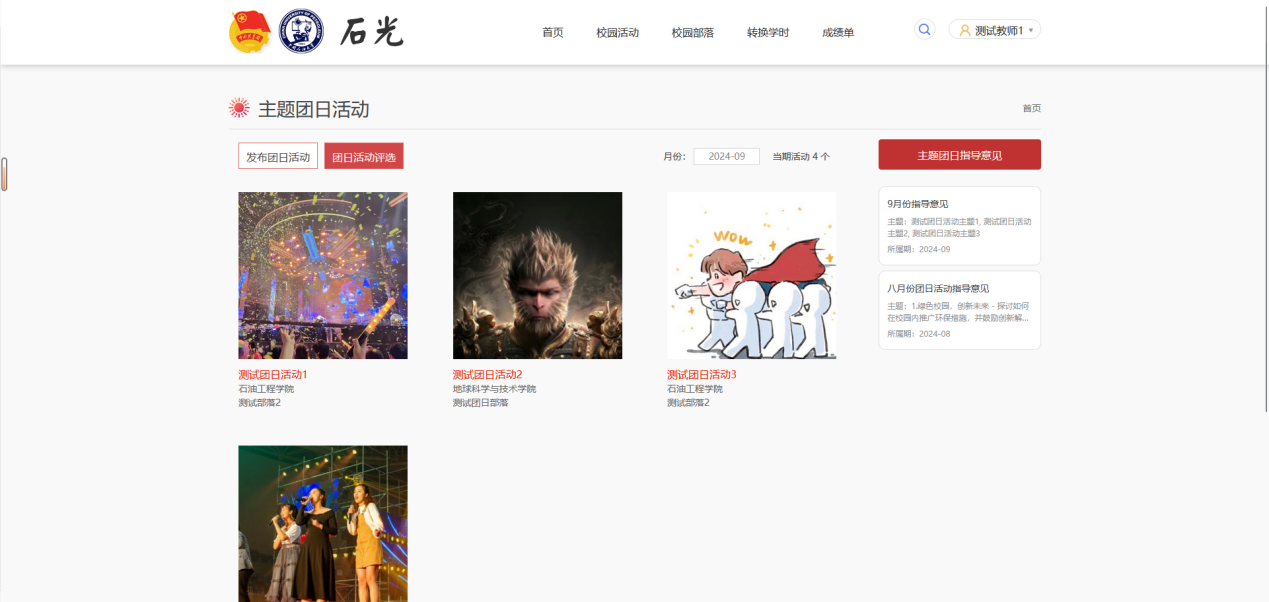 石光
首页
校园活动
校园部落
转换学时
成绩单
测试教师1
主题团日活动
首页
发布团日活动
团日活动评选
月份:
2024-09
当期活动 4 个
主题团日指导意见
9月份指导意见
主题：测试团日活动主题1, 测试团日活动
主题2, 测试团日活动主题3
所属期：2024-09
八月份团日活动指导意见
主题：1.绿色校园，创新未来 - 探讨如何
在校园内推广环保措施，并鼓励创新解...
所属期：2024-08
WOW
测试团日活动1
石油工程学院
测试部落2
测试团日活动2
地球科学与技术学院
测试团日部落
测试团日活动3
石油工程学院
测试部落2